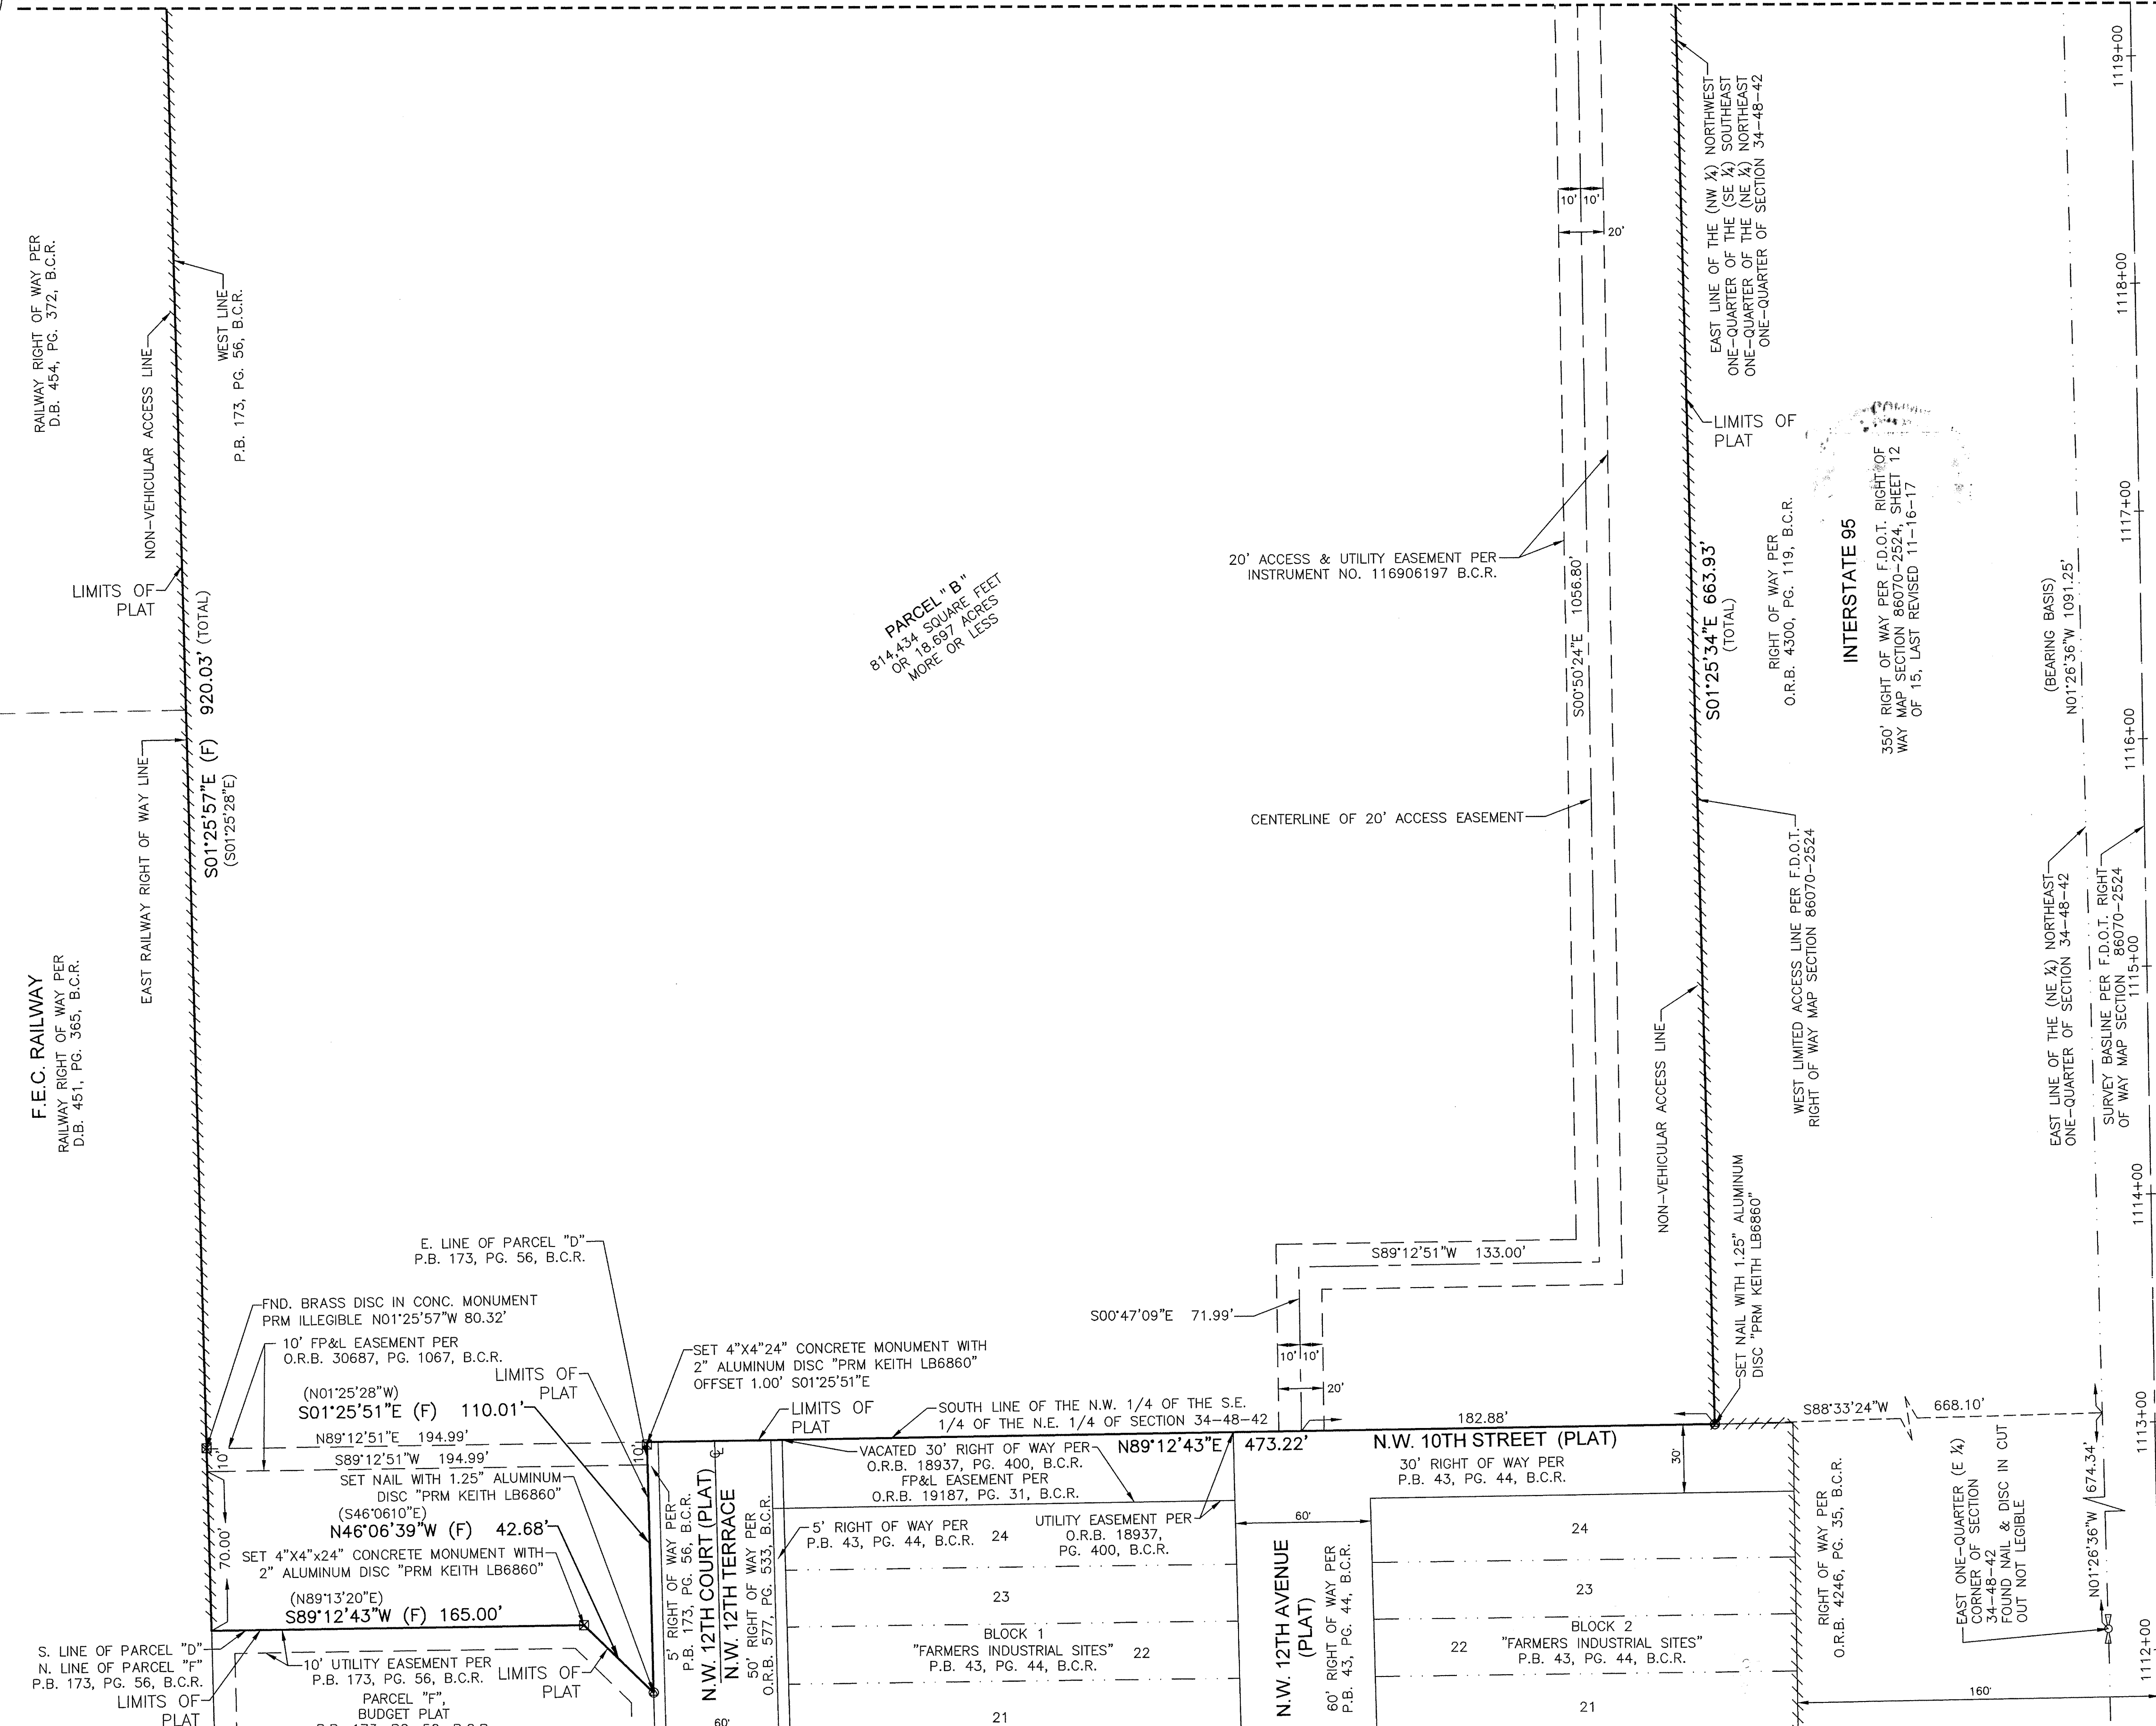 RAILWAY RIGHT OF WAY PER
D.B. 454, PG. 372, B.C.R.
NON-VEHICULAR ACCESS LINE
WEST LINE
P.B. 173, PG. 56, B.C.R.
LIMITS OF
PLAT
S01°25'57"E (F) 920.03' (TOTAL)
(S01°25'28"E)
EAST RAILWAY RIGHT OF WAY LINE
F.E.C. RAILWAY
RAILWAY RIGHT OF WAY PER
D.B. 451, PG. 365, B.C.R.
PARCEL "B"
814,434 SQUARE FEET
OR 18.697 ACRES
MORE OR LESS
10' 10'
20'
20' ACCESS & UTILITY EASEMENT PER
INSTRUMENT NO. 116906197 B.C.R.
S00°50'24"E 1056.80'
CENTERLINE OF 20' ACCESS EASEMENT
EAST LINE OF THE (NW ¼) NORTHWEST
ONE-QUARTER OF THE (SE ¼) SOUTHEAST
ONE-QUARTER OF THE (NE ¼) NORTHEAST
ONE-QUARTER OF SECTION 34-48-42
LIMITS OF
PLAT
S01°25'34"E 663.93'
(TOTAL)
RIGHT OF WAY PER
O.R.B. 4300, PG. 119, B.C.R.
INTERSTATE 95
350' RIGHT OF WAY PER F.D.O.T. RIGHT OF
WAY MAP SECTION 86070-2524, SHEET 12
OF 15, LAST REVISED 11-16-17
(BEARING BASIS)
N01°26'36"W 1091.25'
1119+00
1118+00
1117+00
1116+00
1115+00
1114+00
1113+00
1112+00
WEST LIMITED ACCESS LINE PER F.D.O.T.
RIGHT OF WAY MAP SECTION 86070-2524
NON-VEHICULAR ACCESS LINE
EAST LINE OF THE (NE ¼) NORTHEAST
ONE-QUARTER OF SECTION 34-48-42
SURVEY BASLINE PER F.D.O.T. RIGHT
OF WAY MAP SECTION 86070-2524
SET NAIL WITH 1.25" ALUMINUM
DISC "PRM KEITH LB6860"
E. LINE OF PARCEL "D"
P.B. 173, PG. 56, B.C.R.
FND. BRASS DISC IN CONC. MONUMENT
PRM ILLEGIBLE N01°25'57"W 80.32'
10' FP&L EASEMENT PER
O.R.B. 30687, PG. 1067, B.C.R.
LIMITS OF
PLAT
(N01°25'28"W)
S01°25'51"E (F) 110.01'
N89°12'51"E 194.99'
S89°12'51"W 194.99'
10"
10'
SET NAIL WITH 1.25" ALUMINUM
DISC "PRM KEITH LB6860"
(S46°0610"E)
N46°06'39"W (F) 42.68'
70.00'
SET 4"X4"x24" CONCRETE MONUMENT WITH
2" ALUMINUM DISC "PRM KEITH LB6860"
(N89°13'20"E)
S89°12'43"W (F) 165.00'
S. LINE OF PARCEL "D"
N. LINE OF PARCEL "F"
P.B. 173, PG. 56, B.C.R.
LIMITS OF
PLAT
10' UTILITY EASEMENT PER
P.B. 173, PG. 56, B.C.R.
LIMITS OF
PLAT
PARCEL "F",
BUDGET PLAT
SET 4"X4"24" CONCRETE MONUMENT WITH
2" ALUMINUM DISC "PRM KEITH LB6860"
OFFSET 1.00' S01°25'51"E
LIMITS OF
PLAT
SOUTH LINE OF THE N.W. 1/4 OF THE S.E.
1/4 OF THE N.E. 1/4 OF SECTION 34-48-42
S89°12'51"W 133.00'
S00°47'09"E 71.99'
10' 10'
20'
182.88'
N89°12'43"E 473.22'
N.W. 10TH STREET (PLAT)
30' RIGHT OF WAY PER
P.B. 43, PG. 44, B.C.R.
30'
VACATED 30' RIGHT OF WAY PER
O.R.B. 18937, PG. 400, B.C.R.
FP&L EASEMENT PER
O.R.B. 19187, PG. 31, B.C.R.
5' RIGHT OF WAY PER
P.B. 173, PG. 56, B.C.R.
N.W. 12TH COURT (PLAT) ℄
N.W. 12TH TERRACE
50' RIGHT OF WAY PER
O.R.B. 577, PG. 533, B.C.R.
60'
5' RIGHT OF WAY PER
P.B. 43, PG. 44, B.C.R.
24
UTILITY EASEMENT PER
O.R.B. 18937,
PG. 400, B.C.R.
23
BLOCK 1
"FARMERS INDUSTRIAL SITES"
P.B. 43, PG. 44, B.C.R.
22
21
60'
N.W. 12TH AVENUE
(PLAT)
60' RIGHT OF WAY PER
P.B. 43, PG. 44, B.C.R.
24
23
BLOCK 2
"FARMERS INDUSTRIAL SITES"
P.B. 43, PG. 44, B.C.R.
22
21
S88°33'24"W 668.10'
RIGHT OF WAY PER
O.R.B. 4246, PG. 35, B.C.R.
EAST ONE-QUARTER (E ¼)
CORNER OF SECTION
34-48-42
FOUND NAIL & DISC IN CUT
OUT NOT LEGIBLE
N01°26'36"W 674.34'
160'